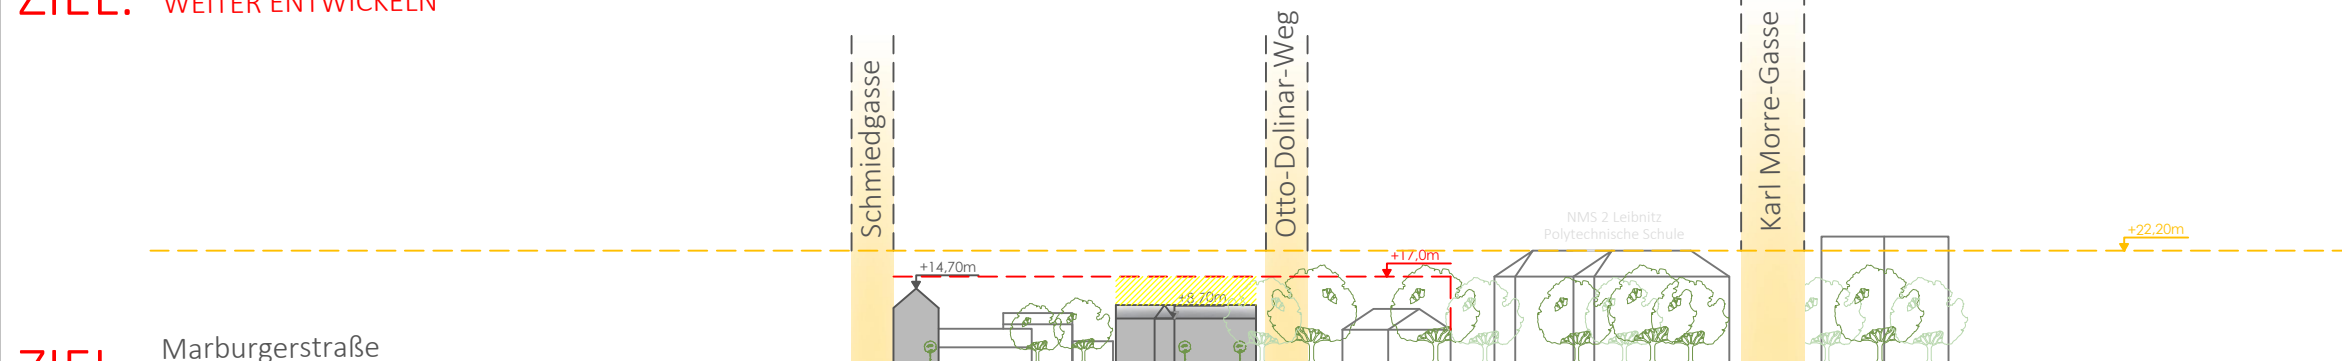 ZIEL: WEITER ENTWICKELN
Schmiedgasse
Otto-Dolinar-Weg
Karl Morre-Gasse
NMS 2 Leibnitz
Polytechnische Schule
+22,20m
+17,0m
+14,70m
+8,70m
ZIEL: Marburgerstraße